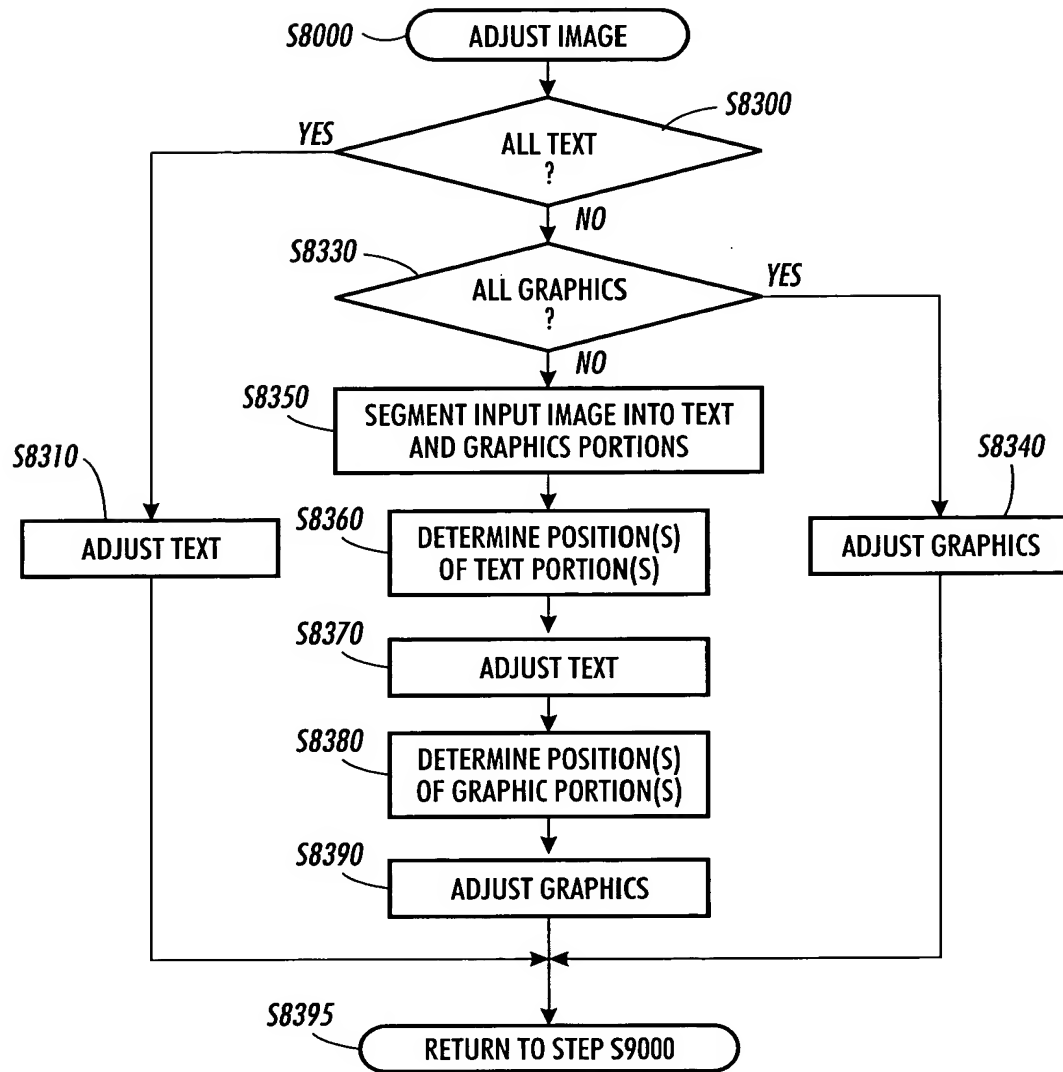 S8000
ADJUST IMAGE
S8300
YES
ALL TEXT
?
NO
S8330
YES
ALL GRAPHICS
?
NO
S8350
SEGMENT INPUT IMAGE INTO TEXT
AND GRAPHICS PORTIONS
S8310
S8340
S8360
ADJUST TEXT
DETERMINE POSITION(S)
OF TEXT PORTION(S)
ADJUST GRAPHICS
S8370
ADJUST TEXT
S8380
DETERMINE POSITION(S)
OF GRAPHIC PORTION(S)
S8390
ADJUST GRAPHICS
S8395
RETURN TO STEP S9000